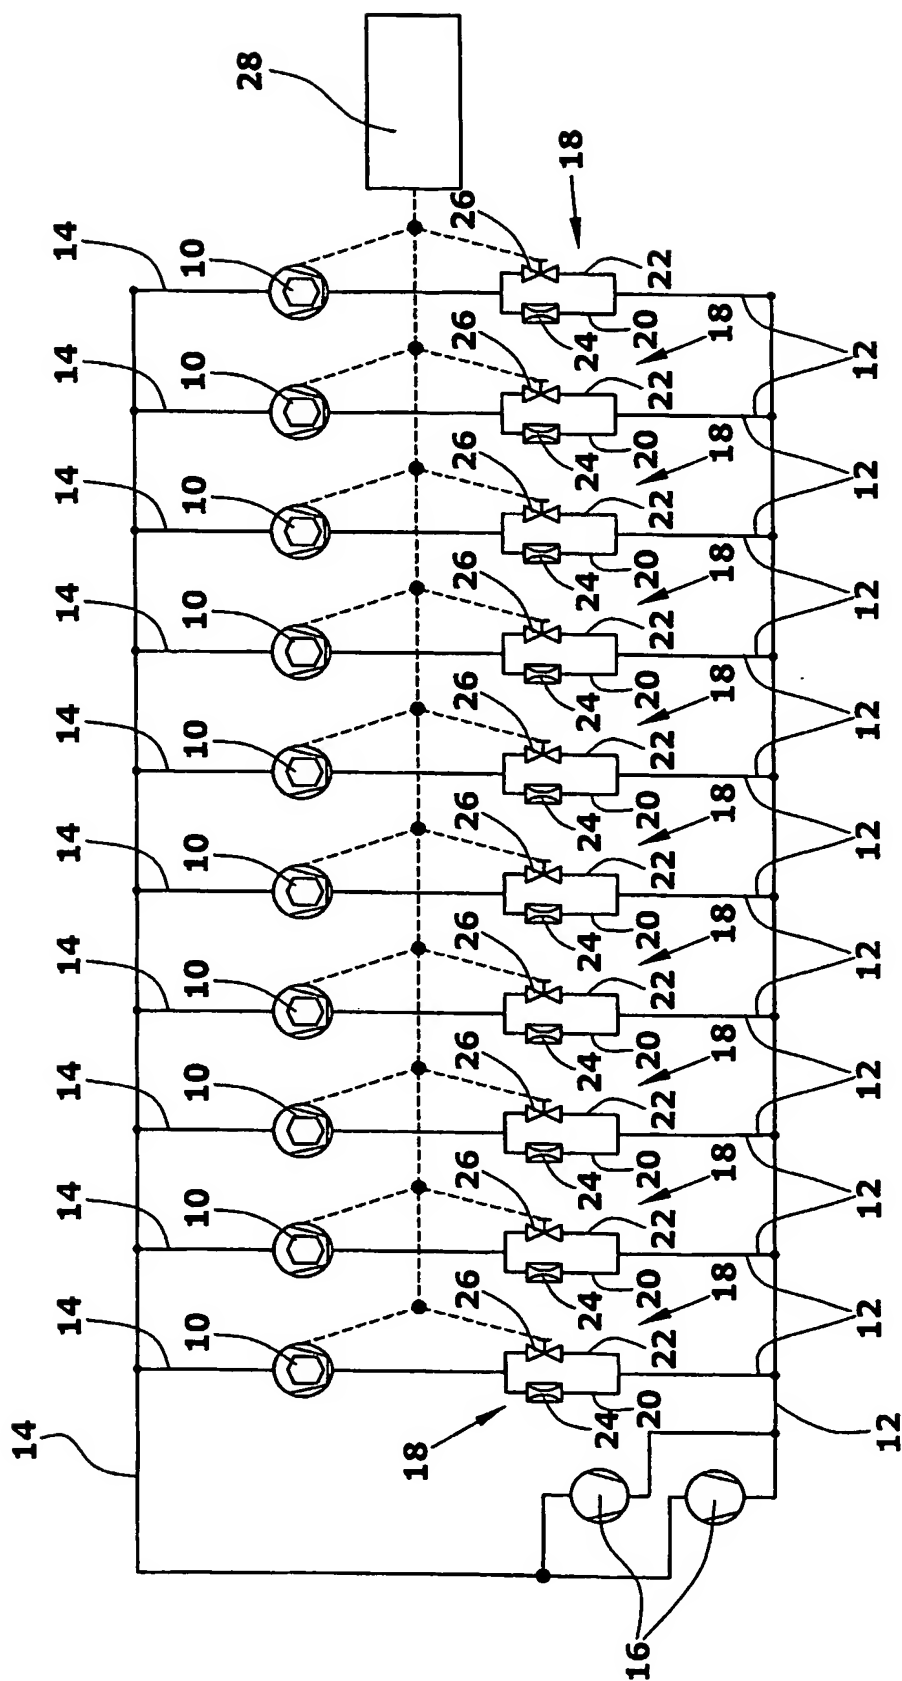 14
14 14 14 14 14 14 14 14 14 14
10 10 10 10 10 10 10 10 10 10
28
18
26 26 26 26 26 26 26 26 26 26
18
24 24 24 24 24 24 24 24 24 24
20 22 20 22 20 22 20 22 20 22 20 22 20 22 20 22 20 22 20 22
16
18 18 18 18 18 18 18 18 18
12 12 12 12 12 12 12 12 12 12